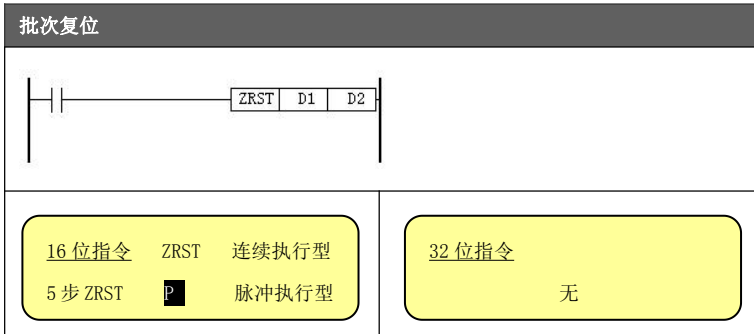 批次复位
ZRST D1 D2
16 位指令 ZRST 连续执行型
5 步 ZRST P 脉冲执行型
32 位指令
无